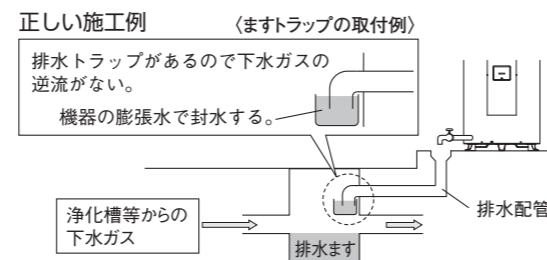 正しい施工例
〈ますトラップの取付例〉
排水トラップがあるので下水ガスの
逆流がない。
機器の膨張水で封水する。
浄化槽等からの
下水ガス
排水配管
排水ます